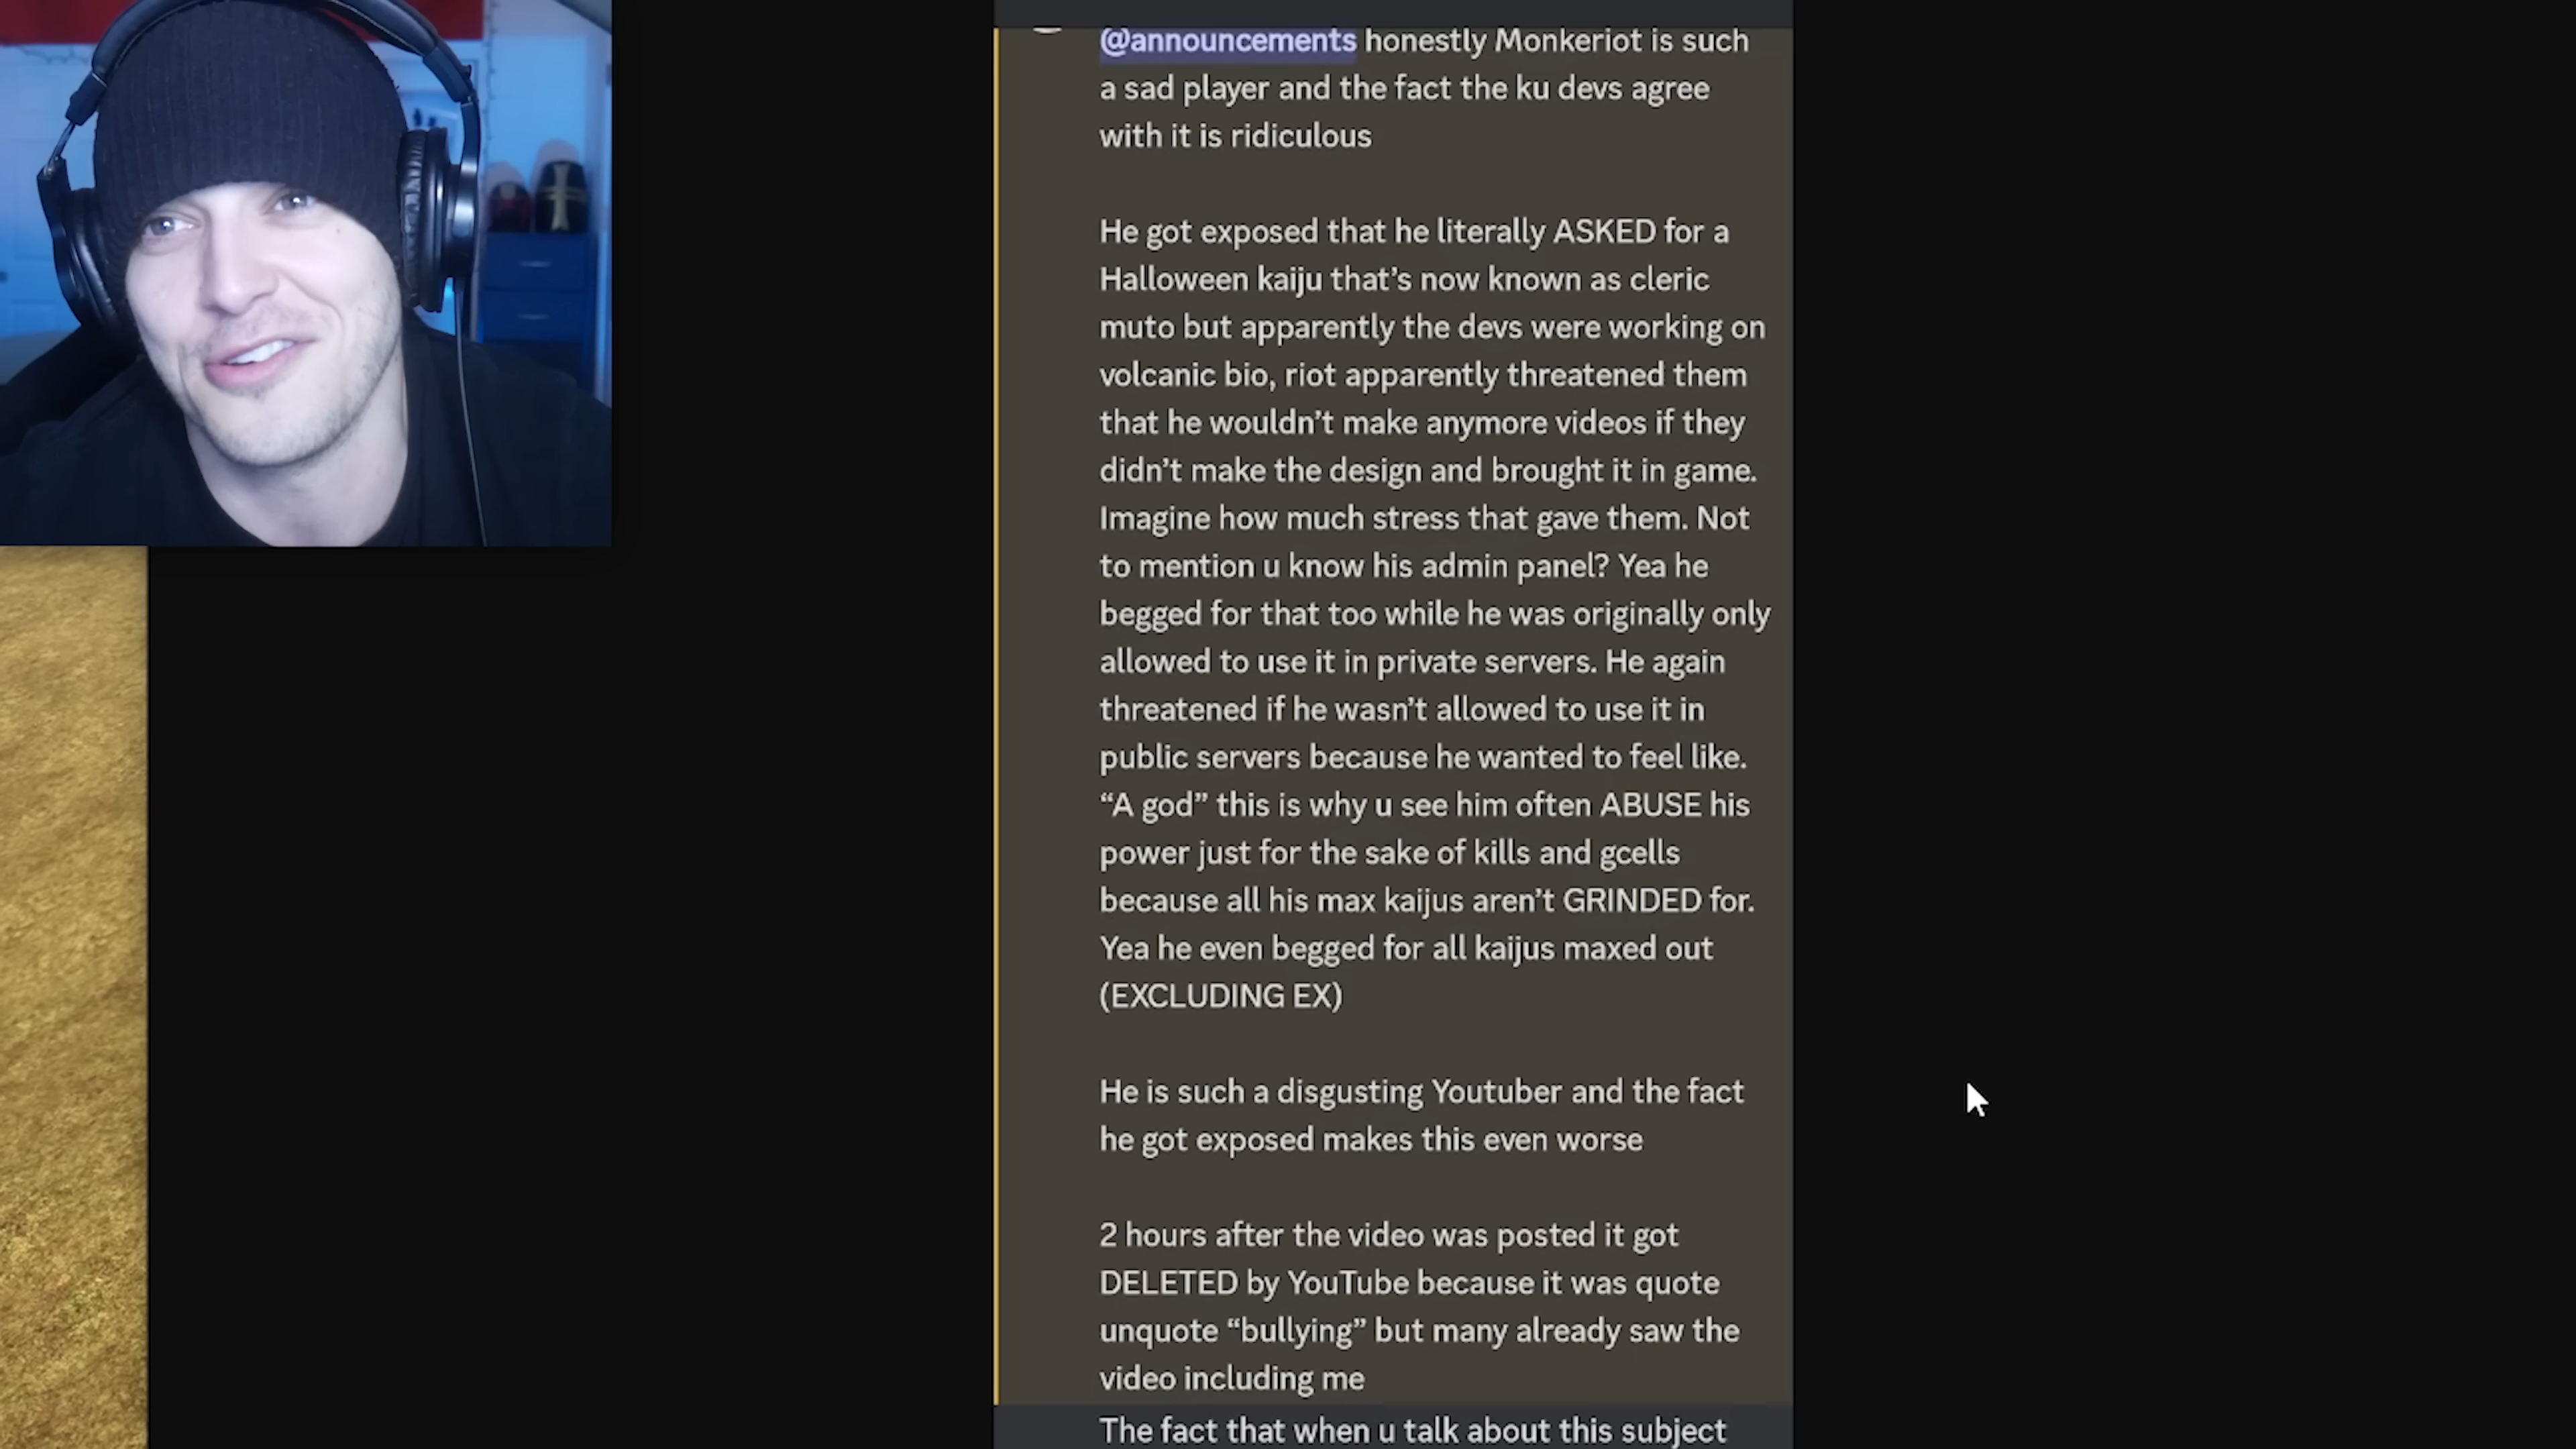 @announcements honestly Monkeriot is such
a sad player and the fact the ku devs agree
with it is ridiculous
He got exposed that he literally ASKED for a
Halloween kaiju that’s now known as cleric
muto but apparently the devs were working on
volcanic bio, riot apparently threatened them
that he wouldn’t make anymore videos if they
didn’t make the design and brought it in game.
Imagine how much stress that gave them. Not
to mention u know his admin panel? Yea he
begged for that too while he was originally only
allowed to use it in private servers. He again
threatened if he wasn’t allowed to use it in
public servers because he wanted to feel like.
“A god” this is why u see him often ABUSE his
power just for the sake of kills and gcells
because all his max kaijus aren’t GRINDED for.
Yea he even begged for all kaijus maxed out
(EXCLUDING EX)
He is such a disgusting Youtuber and the fact
he got exposed makes this even worse
2 hours after the video was posted it got
DELETED by YouTube because it was quote
unquote “bullying” but many already saw the
video including me
The fact that when u talk about this subject